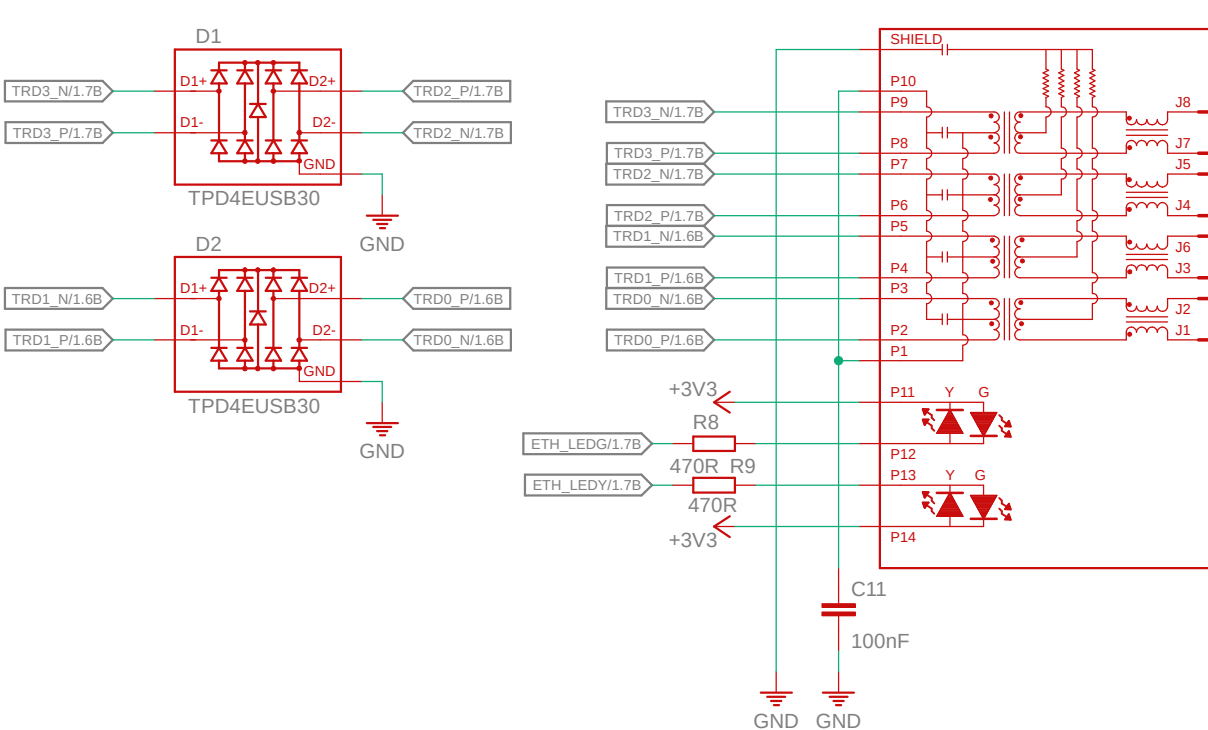 D1
D1+
D2+
TRD3_N/1.7B
TRD2_P/1.7B
D1-
D2-
TRD3_P/1.7B
TRD2_N/1.7B
GND
TPD4EUSB30
GND
D2
D1+
D2+
TRD1_N/1.6B
TRD0_P/1.6B
D1-
D2-
TRD1_P/1.6B
TRD0_N/1.6B
GND
TPD4EUSB30
GND
SHIELD
P10
TRD3_N/1.7B
P9
J8
TRD3_P/1.7B
P8
J7
TRD2_N/1.7B
P7
J5
TRD2_P/1.7B
P6
J4
TRD1_N/1.6B
P5
J6
TRD1_P/1.6B
P4
J3
TRD0_N/1.6B
P3
J2
TRD0_P/1.6B
P2
J1
P1
+3V3
P11
Y
G
R8
ETH_LEDG/1.7B
P12
470R
R9
P13
Y
G
ETH_LEDY/1.7B
470R
+3V3
P14
C11
100nF
GND
GND